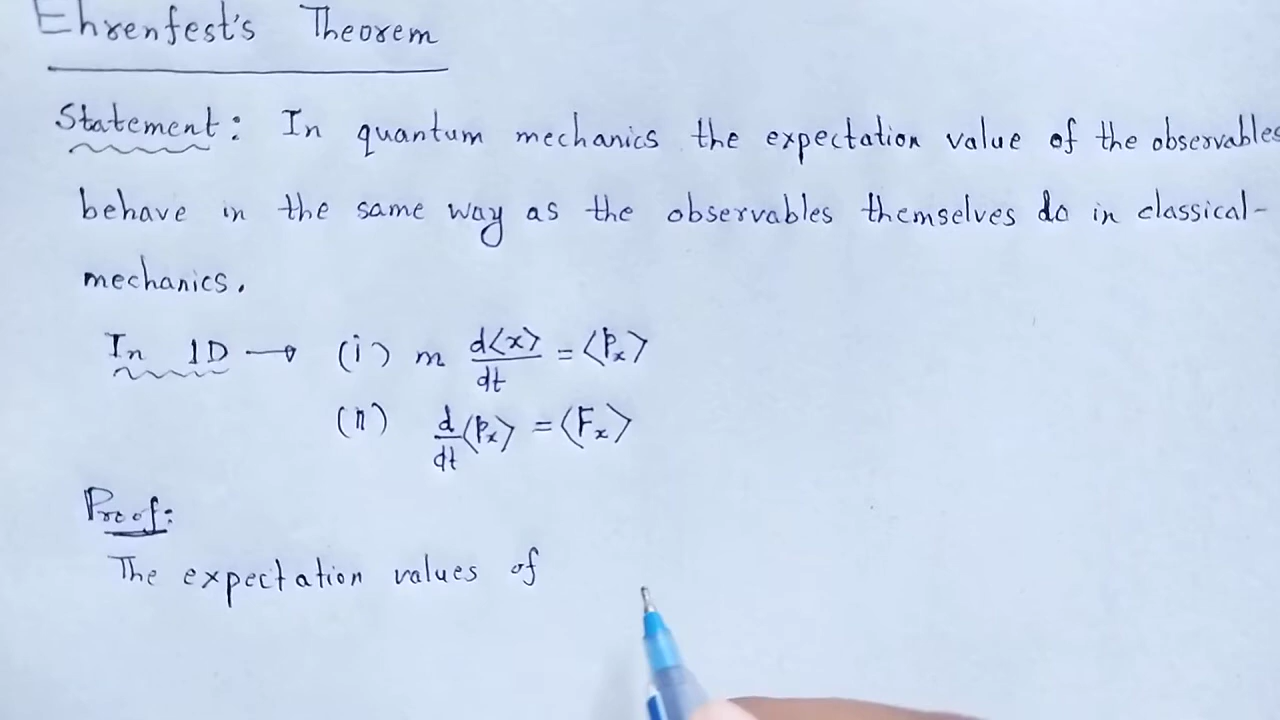 Ehrenfest's Theorem
Statement: In quantum mechanics the expectation value of the observables
behave in the same way as the observables themselves do in classical-
mechanics.
In 1D → (i) m d⟨x⟩/dt = ⟨Px⟩
(ii) d/dt ⟨Px⟩ = ⟨Fx⟩
Proof:
The expectation values of